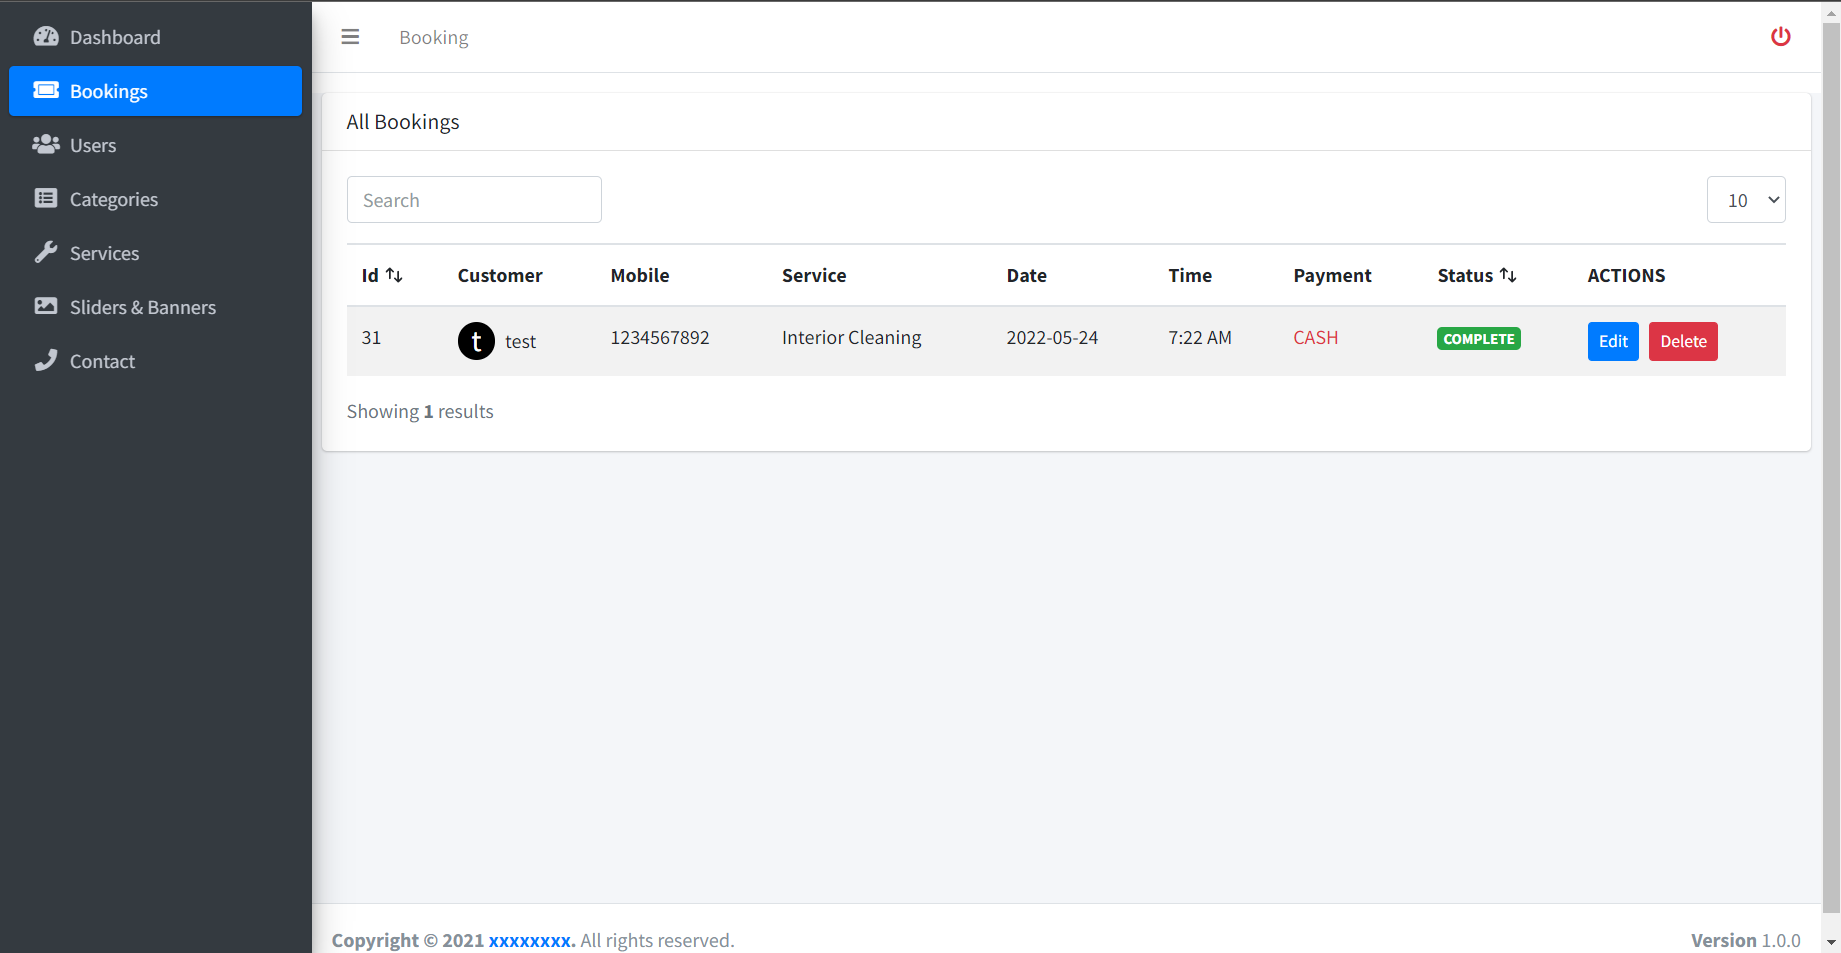 Dashboard
Bookings
Users
Categories
Services
Sliders & Banners
Contact
Booking
All Bookings
Search
10
Id Customer Mobile Service Date Time Payment Status ACTIONS
31 t test 1234567892 Interior Cleaning 2022-05-24 7:22 AM CASH COMPLETE Edit Delete
Showing 1 results
Copyright © 2021 xxxxxxxx. All rights reserved.
Version 1.0.0